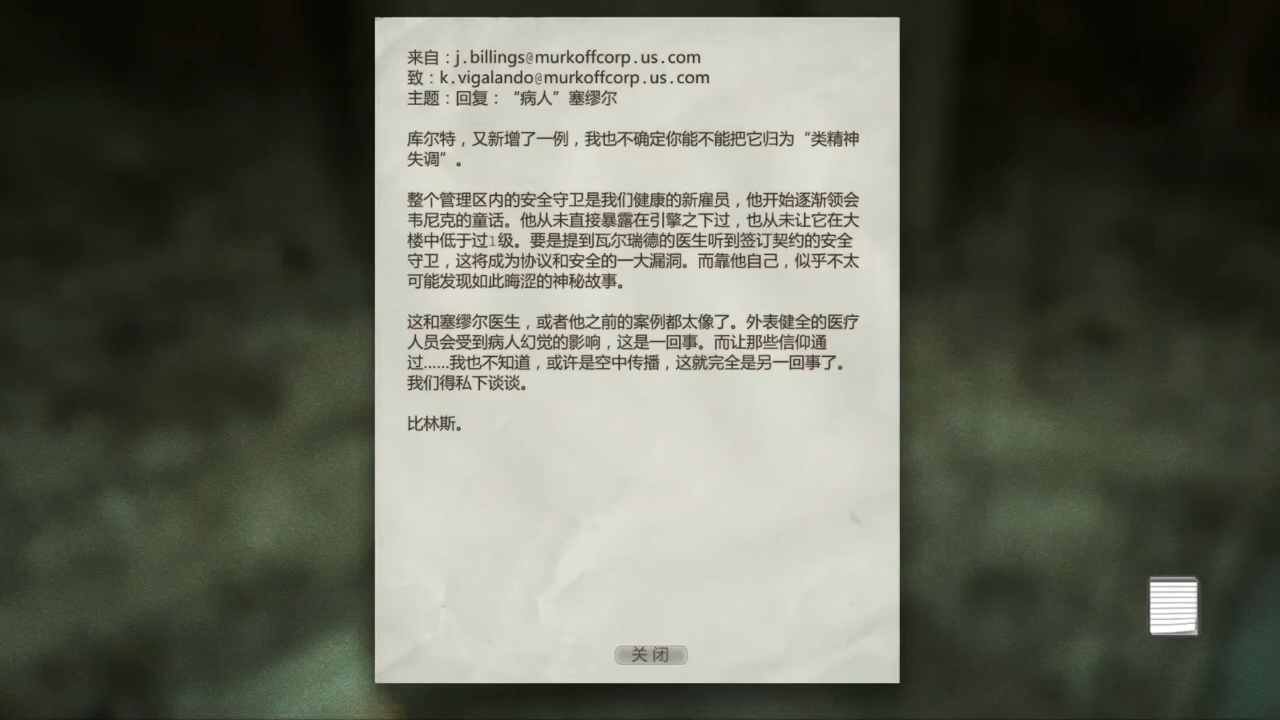 来自：j.billings@murkoffcorp.us.com
致：k.vigalando@murkoffcorp.us.com
主题：回复：“病人”塞缪尔
库尔特，又新增了一例，我也不确定你能不能把它归为“类精神
失调”。
整个管理区内的安全守卫是我们健康的新雇员，他开始逐渐领会
韦尼克的童话。他从未直接暴露在引擎之下过，也从未让它在大
楼中低于过1级。要是提到瓦尔瑞德的医生听到签订契约的安全
守卫，这将成为协议和安全的一大漏洞。而靠他自己，似乎不太
可能发现如此晦涩的神秘故事。
这和塞缪尔医生，或者他之前的案例都太像了。外表健全的医疗
人员会受到病人幻觉的影响，这是一回事。而让那些信仰通
过……我也不知道，或许是空中传播，这就完全是另一回事了。
我们得私下谈谈。
比林斯。
关闭